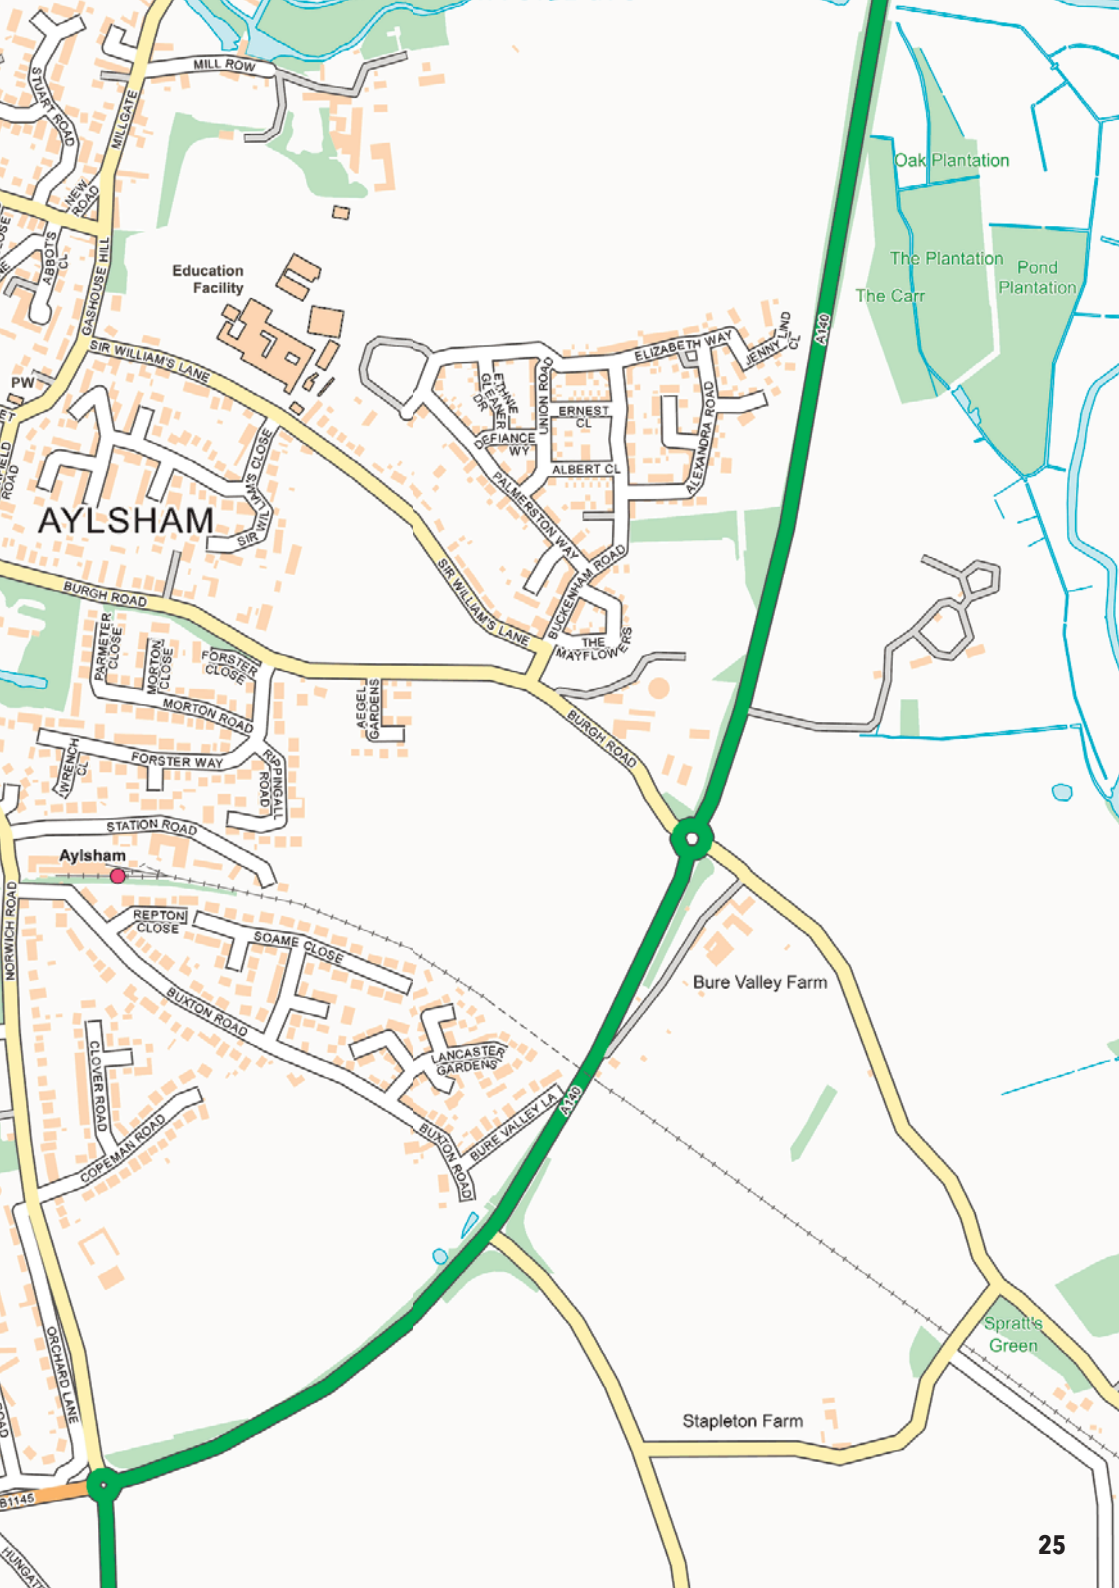 MILL ROW
STUART ROAD
MILLGATE
NEW
ROAD
ABBOT'S
CL
GASHOUSE HILL
Oak Plantation
The Plantation
Pond
Plantation
The Carr
A140
Education
Facility
SIR WILLIAM'S LANE
PW
ELIZABETH WAY
JENNY LIND
CL
ETHNIE
GLEANER
DR
UNION ROAD
ERNEST
CL
DEFIANCE
WY
ALBERT CL
ALEXANDRA ROAD
PALMERSTON WAY
BUCKENHAM ROAD
THE
MAYFLOWERS
SIR WILLIAM'S CLOSE
AYLSHAM
SIR WILLIAM'S LANE
BURGH ROAD
PARMETER
CLOSE
MORTON
CLOSE
FORSTER
CLOSE
MORTON ROAD
AEGEL
GARDENS
BURGH ROAD
WRENCH
CL
FORSTER WAY
RIPPINGALL
ROAD
STATION ROAD
Aylsham
NORWICH ROAD
REPTON
CLOSE
SOAME CLOSE
BUXTON ROAD
Bure Valley Farm
CLOVER ROAD
LANCASTER
GARDENS
A140
BURE VALLEY LA
BUXTON ROAD
COPEMAN ROAD
Spratt's
Green
ORCHARD LANE
Stapleton Farm
B1145
25